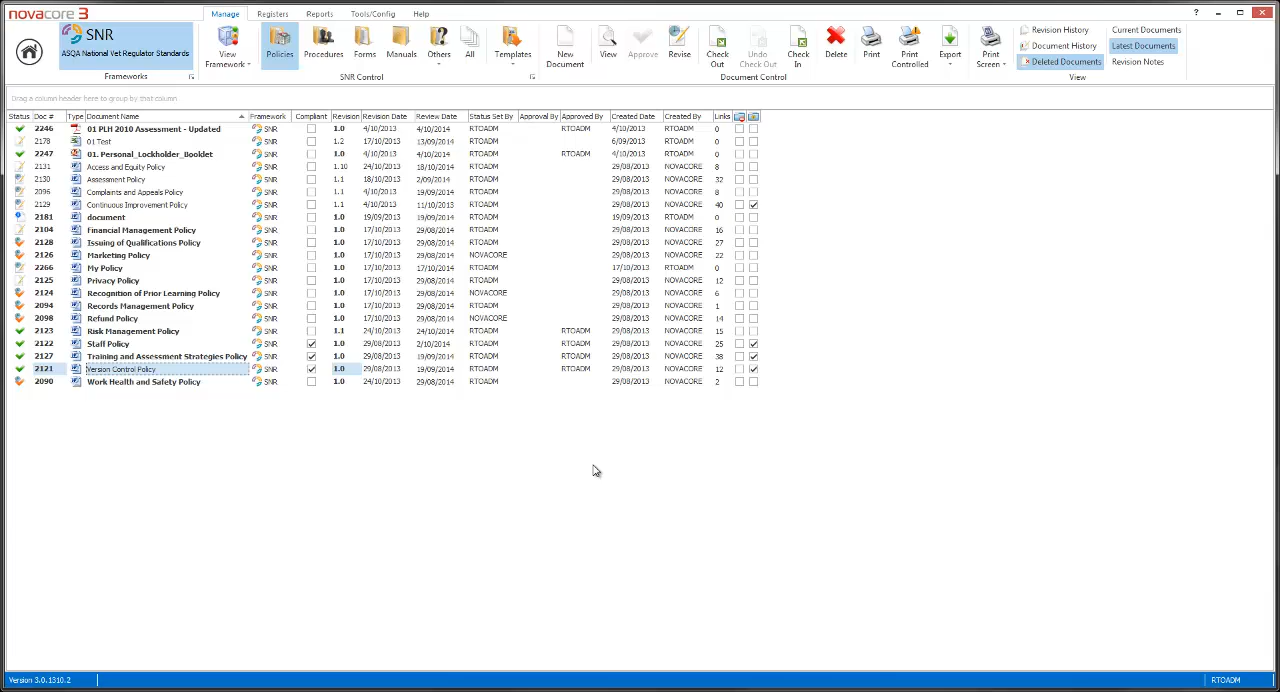 novacore 3
Manage Registers Reports Tools/Config Help
?
SNR
ASQA National Vet Regulator Standards
Frameworks
View Framework
Policies Procedures Forms Manuals Others All Templates
SNR Control
New Document
View Approve Revise Check Out Undo Check Out Check In Delete Print Print Controlled Export
Document Control
Print Screen
Revision History Current Documents
Document History Latest Documents
Deleted Documents Revision Notes
View
Drag a column header here to group by that column
Status Doc # Type Document Name Framework Compliant Revision Revision Date Review Date Status Set By Approval By Approved By Created Date Created By Links
2246 01 PLH 2010 Assessment - Updated SNR 1.0 4/10/2013 4/10/2014 RTOADM RTOADM 4/10/2013 RTOADM 0
2178 01 Test SNR 1.2 17/10/2013 13/09/2014 RTOADM 6/09/2013 RTOADM 0
2247 01. Personal_Lockholder_Booklet SNR 1.0 4/10/2013 4/10/2014 RTOADM RTOADM 4/10/2013 RTOADM 0
2131 Access and Equity Policy SNR 1.10 24/10/2013 18/10/2014 RTOADM 29/08/2013 NOVACORE 8
2130 Assessment Policy SNR 1.1 18/10/2013 2/09/2014 RTOADM 29/08/2013 NOVACORE 32
2096 Complaints and Appeals Policy SNR 1.1 4/10/2013 19/09/2014 RTOADM 29/08/2013 NOVACORE 8
2129 Continuous Improvement Policy SNR 1.1 4/10/2013 11/10/2013 RTOADM 29/08/2013 NOVACORE 40
2181 document SNR 1.0 19/09/2013 19/09/2014 RTOADM 19/09/2013 RTOADM 0
2104 Financial Management Policy SNR 1.0 17/10/2013 29/08/2014 RTOADM 29/08/2013 NOVACORE 16
2128 Issuing of Qualifications Policy SNR 1.0 17/10/2013 29/08/2014 RTOADM 29/08/2013 NOVACORE 27
2126 Marketing Policy SNR 1.0 17/10/2013 29/08/2014 NOVACORE 29/08/2013 NOVACORE 22
2266 My Policy SNR 1.0 17/10/2013 17/10/2014 RTOADM 17/10/2013 RTOADM 0
2125 Privacy Policy SNR 1.0 17/10/2013 29/08/2014 RTOADM 29/08/2013 NOVACORE 12
2124 Recognition of Prior Learning Policy SNR 1.0 17/10/2013 29/08/2014 NOVACORE 29/08/2013 NOVACORE 6
2094 Records Management Policy SNR 1.0 17/10/2013 29/08/2014 RTOADM 29/08/2013 NOVACORE 1
2098 Refund Policy SNR 1.0 17/10/2013 29/08/2014 NOVACORE 29/08/2013 NOVACORE 14
2123 Risk Management Policy SNR 1.1 24/10/2013 24/10/2014 RTOADM RTOADM 29/08/2013 NOVACORE 15
2122 Staff Policy SNR 1.0 29/08/2013 2/10/2014 RTOADM RTOADM 29/08/2013 NOVACORE 25
2127 Training and Assessment Strategies Policy SNR 1.0 29/08/2013 19/09/2014 RTOADM RTOADM 29/08/2013 NOVACORE 38
2121 Version Control Policy SNR 1.0 29/08/2013 19/09/2014 RTOADM RTOADM 29/08/2013 NOVACORE 12
2090 Work Health and Safety Policy SNR 1.0 24/10/2013 29/08/2014 RTOADM 29/08/2013 NOVACORE 2
Version 3.0.1310.2 RTOADM